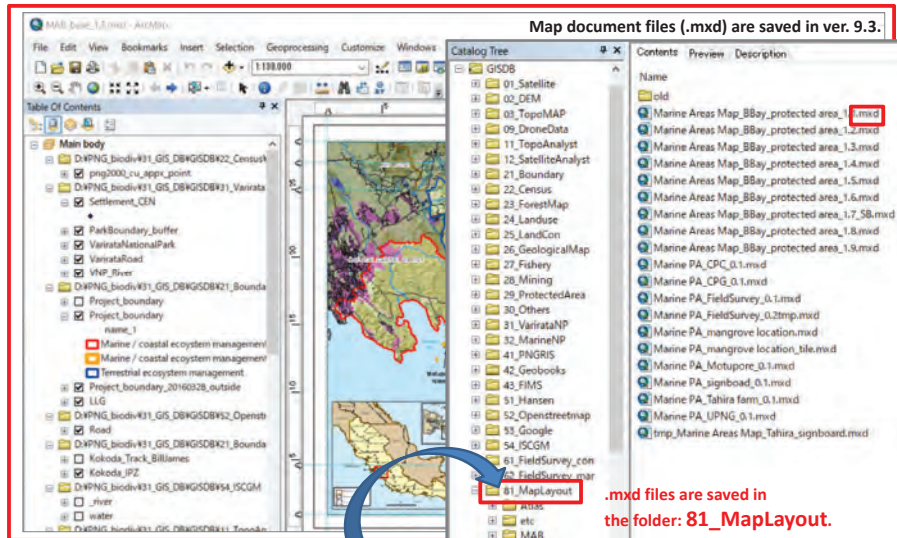 Map document files (.mxd) are saved in ver. 9.3.
MAB_base_1.3.mxd - ArcMap
File Edit View Bookmarks Insert Selection Geoprocessing Customize Windows
1:138,000
Table Of Contents
Main body
D:¥PNG_biodiv¥31_GIS_DB¥GISDB¥22_Census¥
png2000_cu_appx_point
D:¥PNG_biodiv¥31_GIS_DB¥GISDB¥31_Varirata
Settlement_CEN
ParkBoundary_buffer
VarirataNationalPark
VarirataRoad
VNP_River
D:¥PNG_biodiv¥31_GIS_DB¥GISDB¥21_Bounda
Project_boundary
Project_boundary
name_1
Marine / coastal ecosystem management
Marine / coastal ecosystem management
Terrestrial ecosystem management
Project_boundary_20160328_outside
LLG
D:¥PNG_biodiv¥31_GIS_DB¥GISDB¥52_Openstr
Road
D:¥PNG_biodiv¥31_GIS_DB¥GISDB¥21_Bounda
Kokoda_Track_BillJames
Kokoda_IPZ
D:¥PNG_biodiv¥31_GIS_DB¥GISDB¥54_ISCGM
_river
water
D:¥PNG_biodiv¥31_GIS_DB¥GISDB¥11_TopoAn
Catalog Tree
GISDB
01_Satellite
02_DEM
03_TopoMAP
09_DroneData
11_TopoAnalyst
12_SatelliteAnalyst
21_Boundary
22_Census
23_ForestMap
24_Landuse
25_LandCon
26_GeologicalMap
27_Fishery
28_Mining
29_ProtectedArea
30_Others
31_VarirataNP
32_MarineNP
41_PNGRIS
42_Geobooks
43_FIMS
51_Hansen
52_Openstreetmap
53_Google
54_ISCGM
61_FieldSurvey_con
62_FieldSurvey_mar
81_MapLayout
Atlas
etc
MAB
Contents Preview Description
Name
old
Marine Areas Map_BBay_protected area_1.1.mxd
Marine Areas Map_BBay_protected area_1.2.mxd
Marine Areas Map_BBay_protected area_1.3.mxd
Marine Areas Map_BBay_protected area_1.4.mxd
Marine Areas Map_BBay_protected area_1.5.mxd
Marine Areas Map_BBay_protected area_1.6.mxd
Marine Areas Map_BBay_protected area_1.7_SB.mxd
Marine Areas Map_BBay_protected area_1.8.mxd
Marine Areas Map_BBay_protected area_1.9.mxd
Marine PA_CPC_0.1.mxd
Marine PA_CPG_0.1.mxd
Marine PA_FieldSurvey_0.1.mxd
Marine PA_FieldSurvey_0.2tmp.mxd
Marine PA_mangrove location.mxd
Marine PA_mangrove location_tile.mxd
Marine PA_Motupore_0.1.mxd
Marine PA_signboad_0.1.mxd
Marine PA_Tahira farm_0.1.mxd
Marine PA_UPNG_0.1.mxd
tmp_Marine Areas Map_Tahira_signboard.mxd
.mxd files are saved in
the folder: 81_MapLayout.